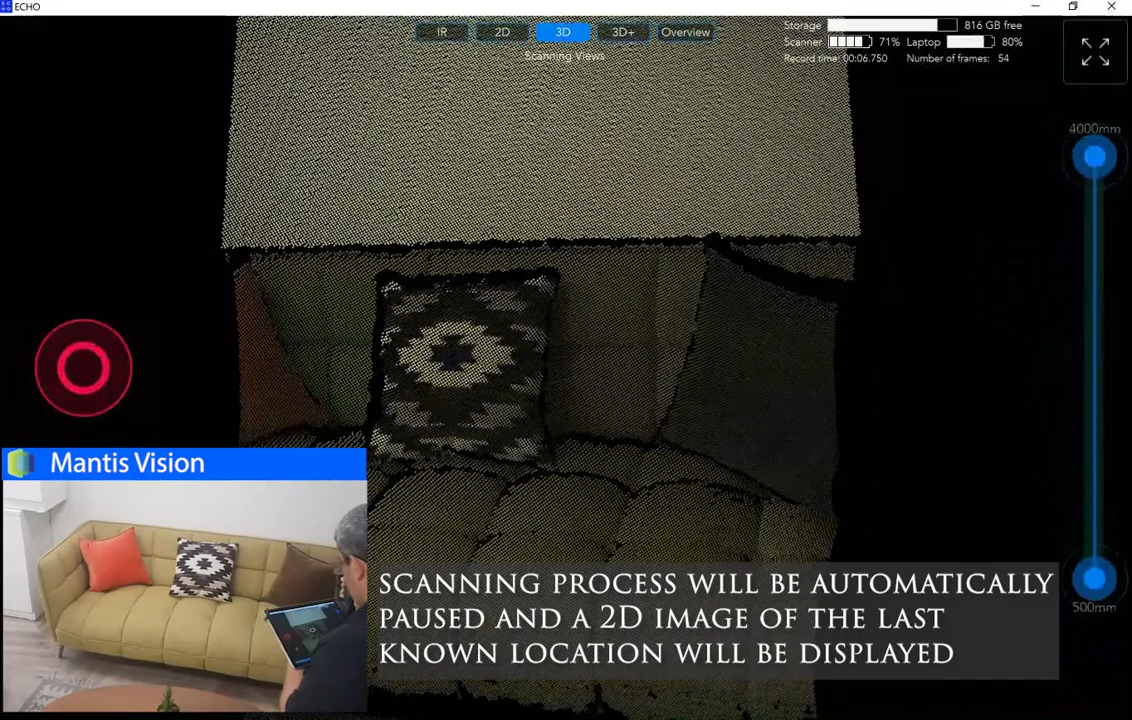 ECHO
IR 2D 3D 3D+ Overview
Scanning Views
Storage 816 GB free
Scanner 71% Laptop 80%
Record time: 00:06.750 Number of frames: 54
4000mm
500mm
Mantis Vision
SCANNING PROCESS WILL BE AUTOMATICALLY
PAUSED AND A 2D IMAGE OF THE LAST
KNOWN LOCATION WILL BE DISPLAYED